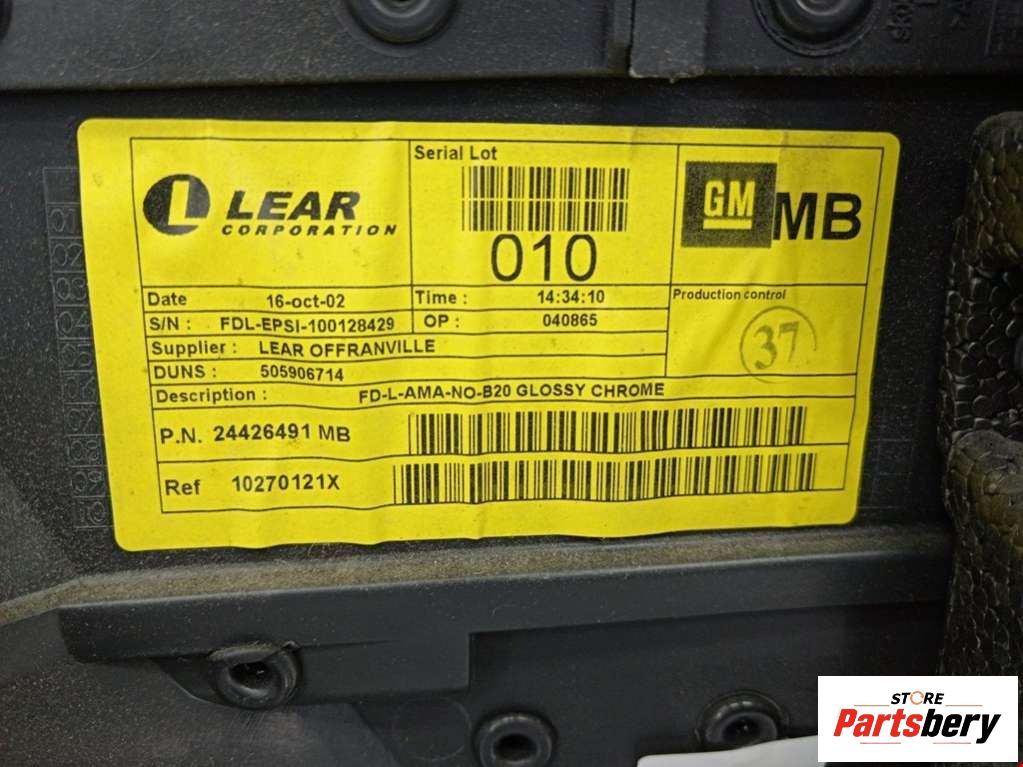 LEAR
CORPORATION
Serial Lot
010
GM MB
Date 16-oct-02 Time : 14:34:10
Production control
37
S/N : FDL-EPSI-100128429 OP : 040865
Supplier : LEAR OFFRANVILLE
DUNS : 505906714
Description : FD-L-AMA-NO-B20 GLOSSY CHROME
P.N. 24426491 MB
Ref 10270121X
STORE
Partsbery